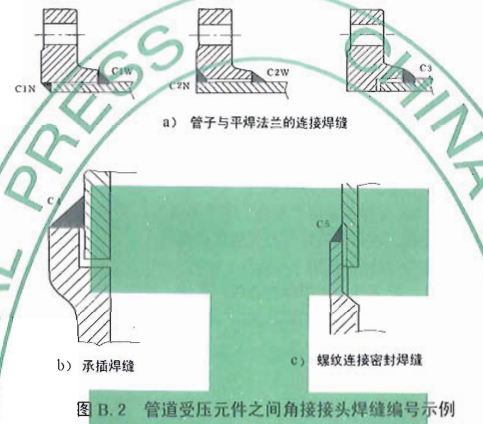 C1N C1W C2N C2W C3
a) 管子与平焊法兰的连接焊缝
C4 C5
b) 承插焊缝
c) 螺纹连接密封焊缝
图 B.2 管道受压元件之间角接接头焊缝编号示例
PRESS CHINA